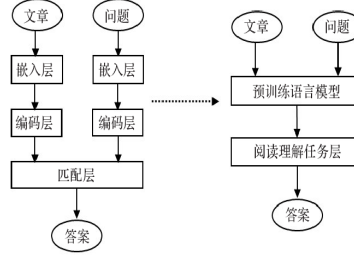 文章 问题
嵌入层 嵌入层
编码层 编码层
匹配层
答案
文章 问题
预训练语言模型
阅读理解任务层
答案